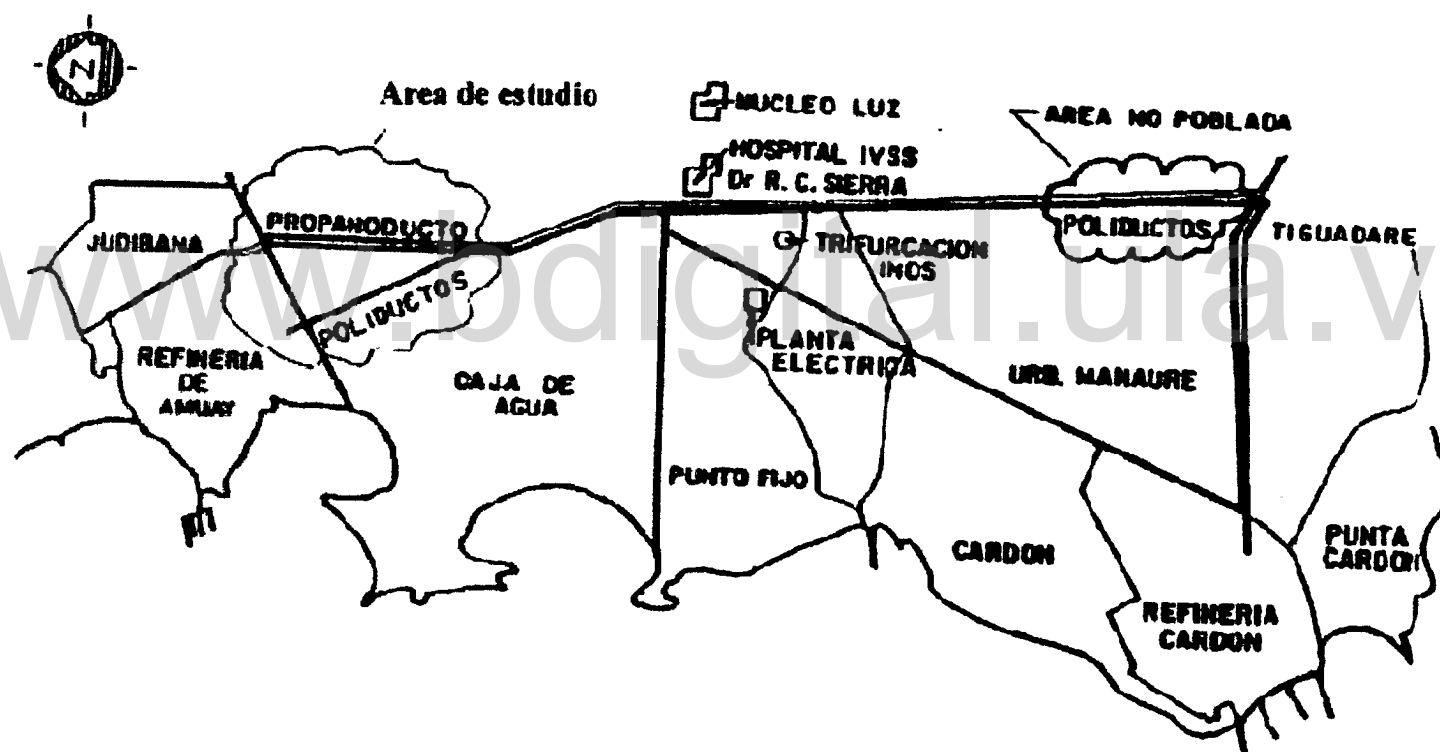 N
Area de estudio
NUCLEO LUZ
AREA NO POBLADA
HOSPITAL IVSS
Dr R. C. SIERRA
PROPANODUCTO
POLIDUCTOS
TIGUADARE
JUDIBANA
TRIFURCACION
INOS
www.bdigital.ula.v
POLIDUCTOS
PLANTA
ELECTRICA
REFINERIA
DE
AMUAY
CAJA DE
AGUA
URB. MANAURE
PUNTO FIJO
CARDON
PUNTA
CARDON
REFINERIA
CARDON